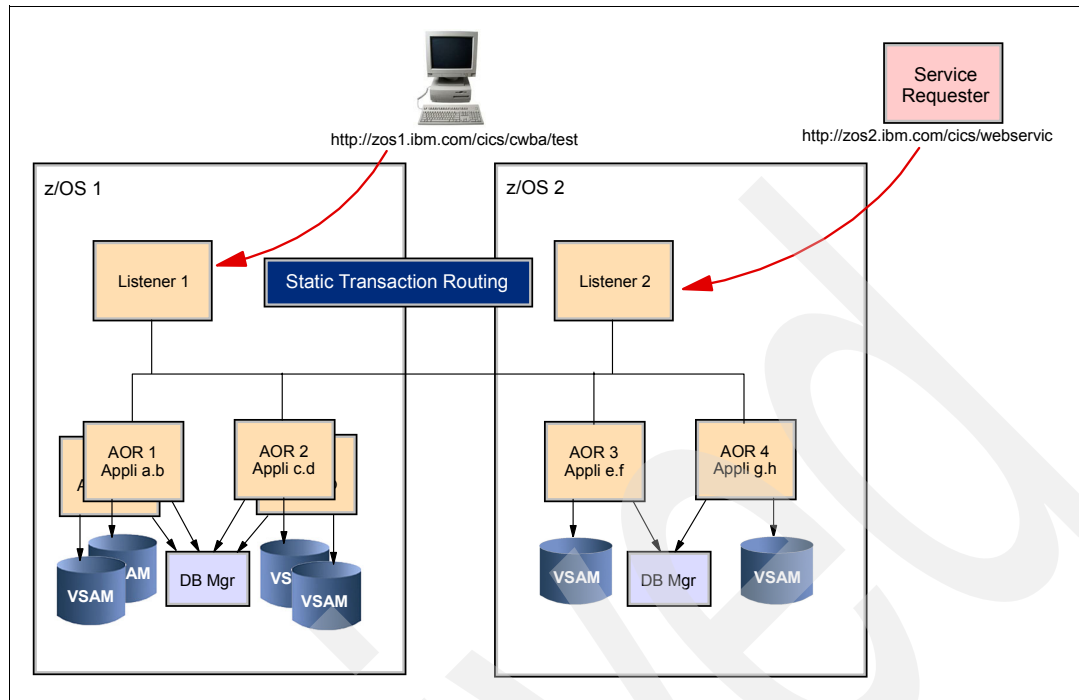 Service
Requester
http://zos1.ibm.com/cics/cwba/test
http://zos2.ibm.com/cics/webservic
z/OS 1
z/OS 2
Listener 1
Static Transaction Routing
Listener 2
AOR 1
Appli a.b
AOR 2
Appli c.d
AOR 3
Appli e.f
AOR 4
Appli g.h
VSAM
DB Mgr
VSAM
VSAM
DB Mgr
VSAM